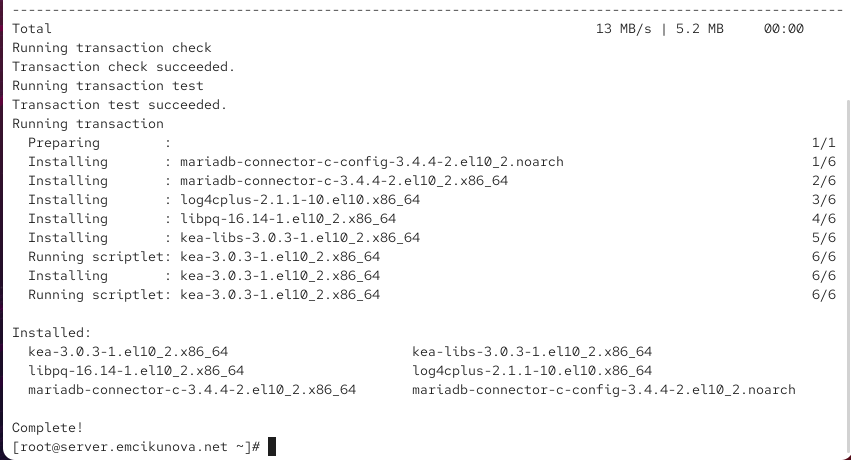 --------------------------------------------------------------------------------------------------------
Total                                                                    13 MB/s | 5.2 MB     00:00
Running transaction check
Transaction check succeeded.
Running transaction test
Transaction test succeeded.
Running transaction
  Preparing        :                                                                                1/1
  Installing       : mariadb-connector-c-config-3.4.4-2.el10_2.noarch                               1/6
  Installing       : mariadb-connector-c-3.4.4-2.el10_2.x86_64                                      2/6
  Installing       : log4cplus-2.1.1-10.el10.x86_64                                                 3/6
  Installing       : libpq-16.14-1.el10_2.x86_64                                                    4/6
  Installing       : kea-libs-3.0.3-1.el10_2.x86_64                                                 5/6
  Running scriptlet: kea-3.0.3-1.el10_2.x86_64                                                      6/6
  Installing       : kea-3.0.3-1.el10_2.x86_64                                                      6/6
  Running scriptlet: kea-3.0.3-1.el10_2.x86_64                                                      6/6

Installed:
  kea-3.0.3-1.el10_2.x86_64                       kea-libs-3.0.3-1.el10_2.x86_64
  libpq-16.14-1.el10_2.x86_64                     log4cplus-2.1.1-10.el10.x86_64
  mariadb-connector-c-3.4.4-2.el10_2.x86_64       mariadb-connector-c-config-3.4.4-2.el10_2.noarch

Complete!
[root@server.emcikunova.net ~]#